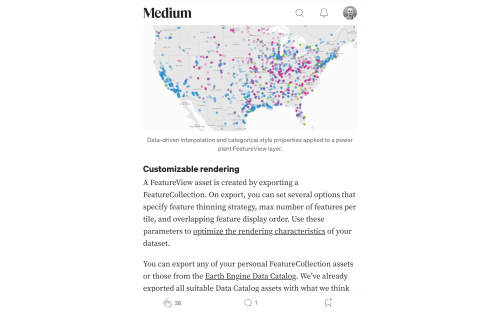 Medium
Data-driven interpolation and categorical style properties applied to a power
plant FeatureView layer.
Customizable rendering
A FeatureView asset is created by exporting a
FeatureCollection. On export, you can set several options that
specify feature thinning strategy, max number of features per
tile, and overlapping feature display order. Use these
parameters to optimize the rendering characteristics of your
dataset.
You can export any of your personal FeatureCollection assets
or those from the Earth Engine Data Catalog. We’ve already
exported all suitable Data Catalog assets with what we think
38
1